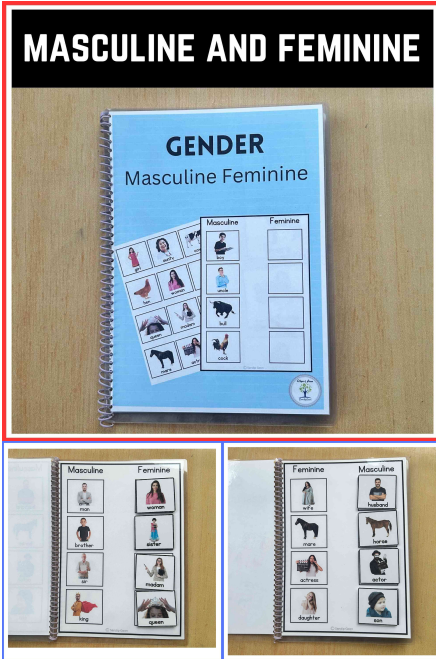 MASCULINE AND FEMININE
GENDER
Masculine Feminine
Masculine Feminine
girl
aunty
boy
hen
woman
uncle
queen
madam
bull
mare
cock
Masculine Feminine
man woman
brother sister
sir madam
king queen
Feminine Masculine
wife husband
mare horse
actress actor
daughter son